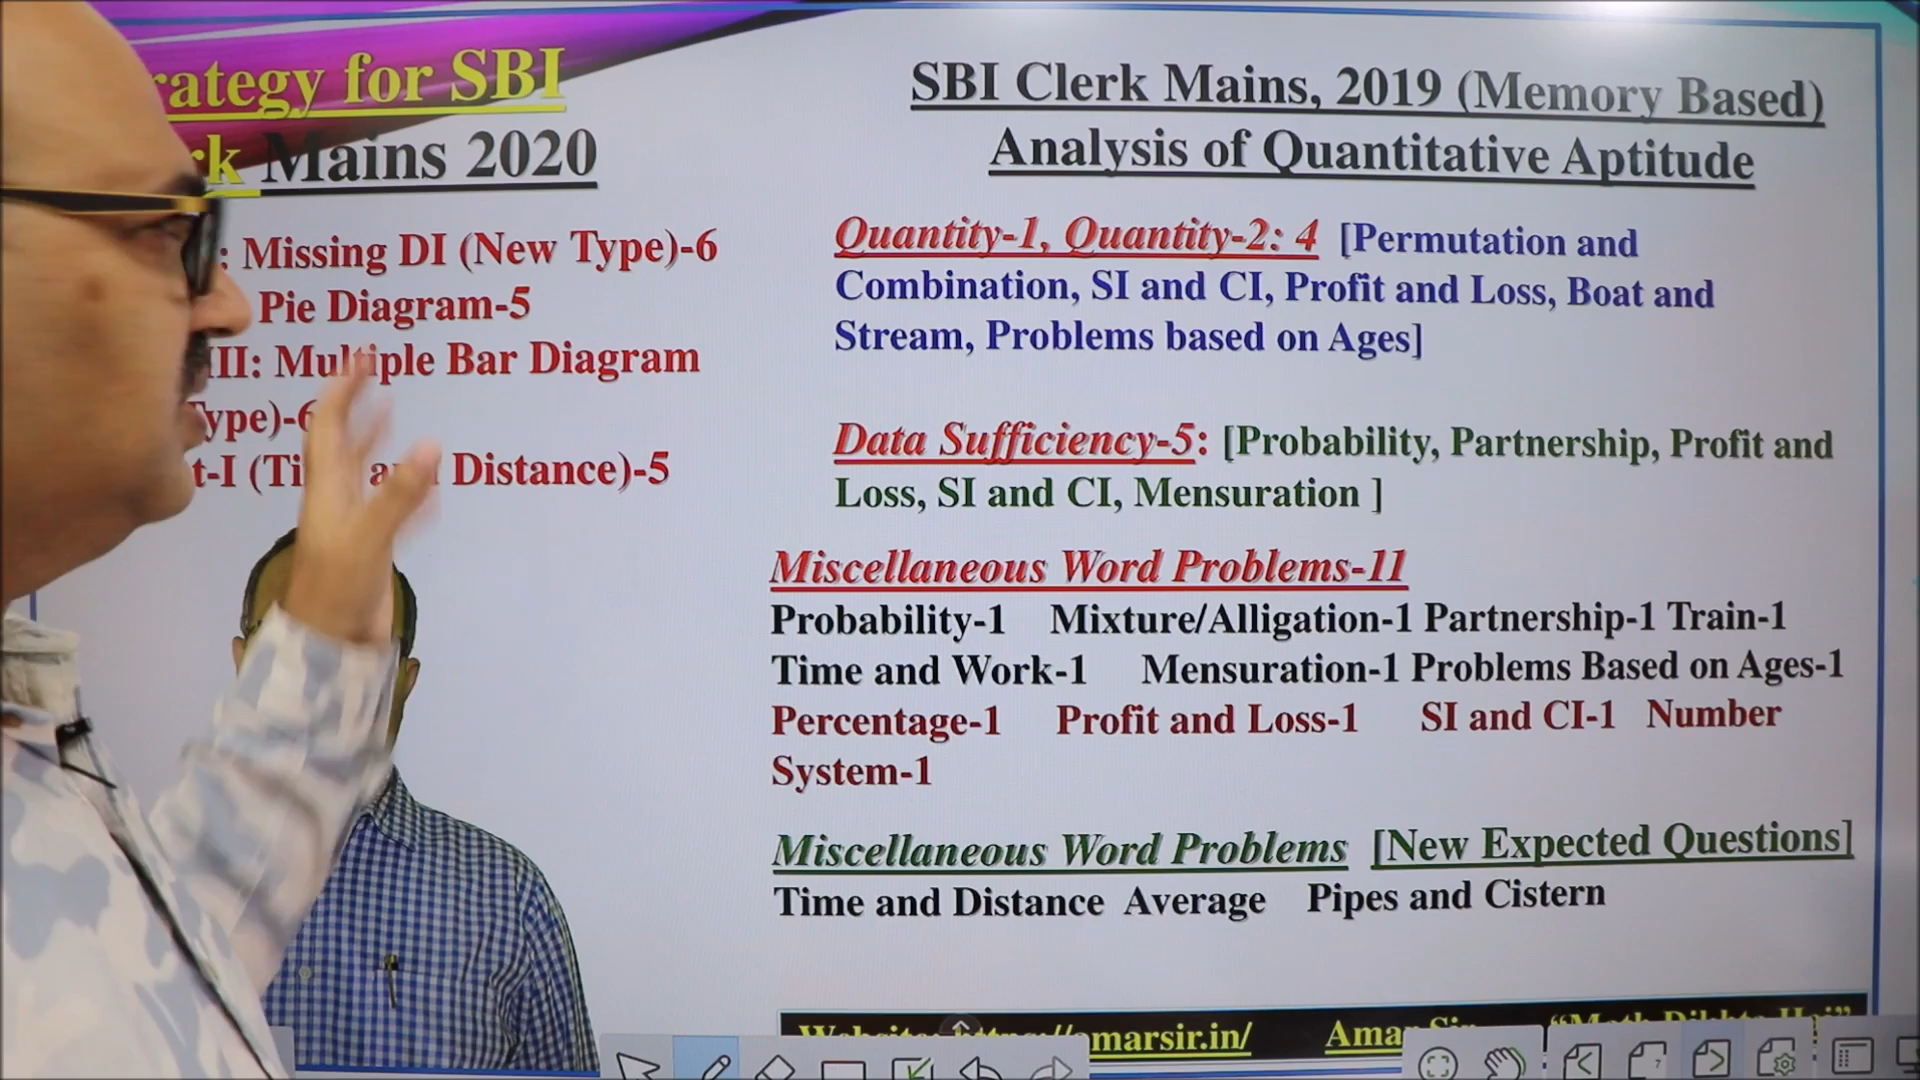 for SBI
Mains 2020
: Missing DI (New Type)-6
Pie Diagram-5
III: Multiple Bar Diagram
Distance)-5
SBI Clerk Mains, 2019 (Memory Based)
Analysis of Quantitative Aptitude
Quantity-1, Quantity-2: 4 [Permutation and
Combination, SI and CI, Profit and Loss, Boat and
Stream, Problems based on Ages]
Data Sufficiency-5: [Probability, Partnership, Profit and
Loss, SI and CI, Mensuration ]
Miscellaneous Word Problems-11
Probability-1 Mixture/Alligation-1 Partnership-1 Train-1
Time and Work-1 Mensuration-1 Problems Based on Ages-1
Percentage-1 Profit and Loss-1 SI and CI-1 Number
System-1
Miscellaneous Word Problems [New Expected Questions]
Time and Distance Average Pipes and Cistern
marsir.in/